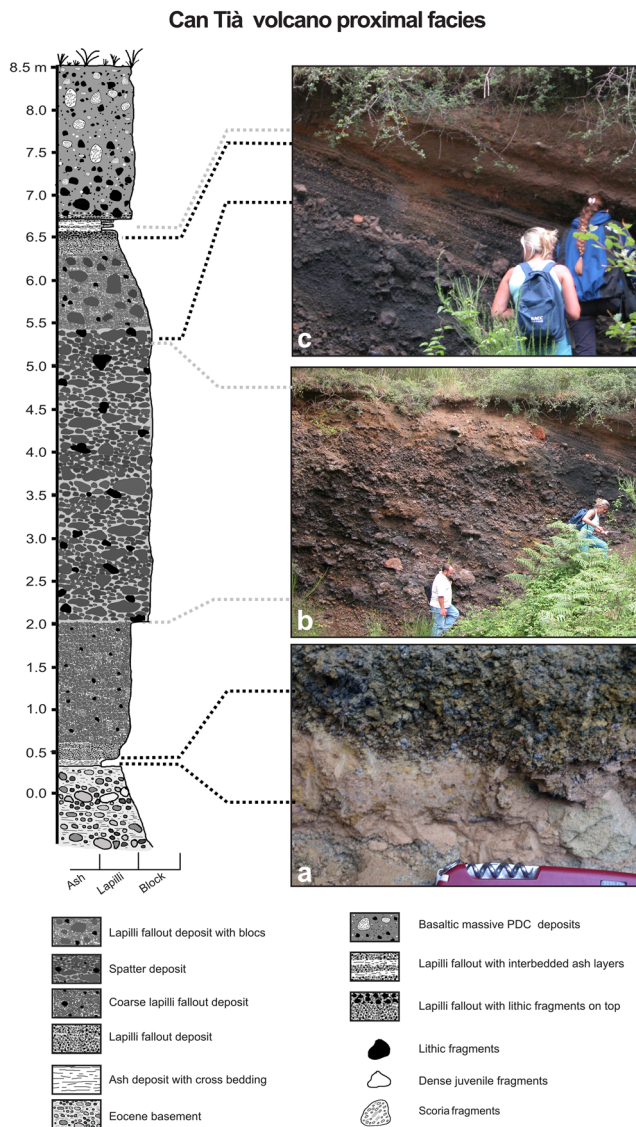 Can Tià volcano proximal facies
8.5 m
8.0
7.5
7.0
6.5
6.0
5.5
5.0
4.5
4.0
3.5
3.0
2.5
2.0
1.5
1.0
0.5
0.0
Ash
Lapilli
Block
c
b
a
Lapilli fallout deposit with blocs
Spatter deposit
Coarse lapilli fallout deposit
Lapilli fallout deposit
Ash deposit with cross bedding
Eocene basement
Basaltic massive PDC deposits
Lapilli fallout with interbedded ash layers
Lapilli fallout with lithic fragments on top
Lithic fragments
Dense juvenile fragments
Scoria fragments